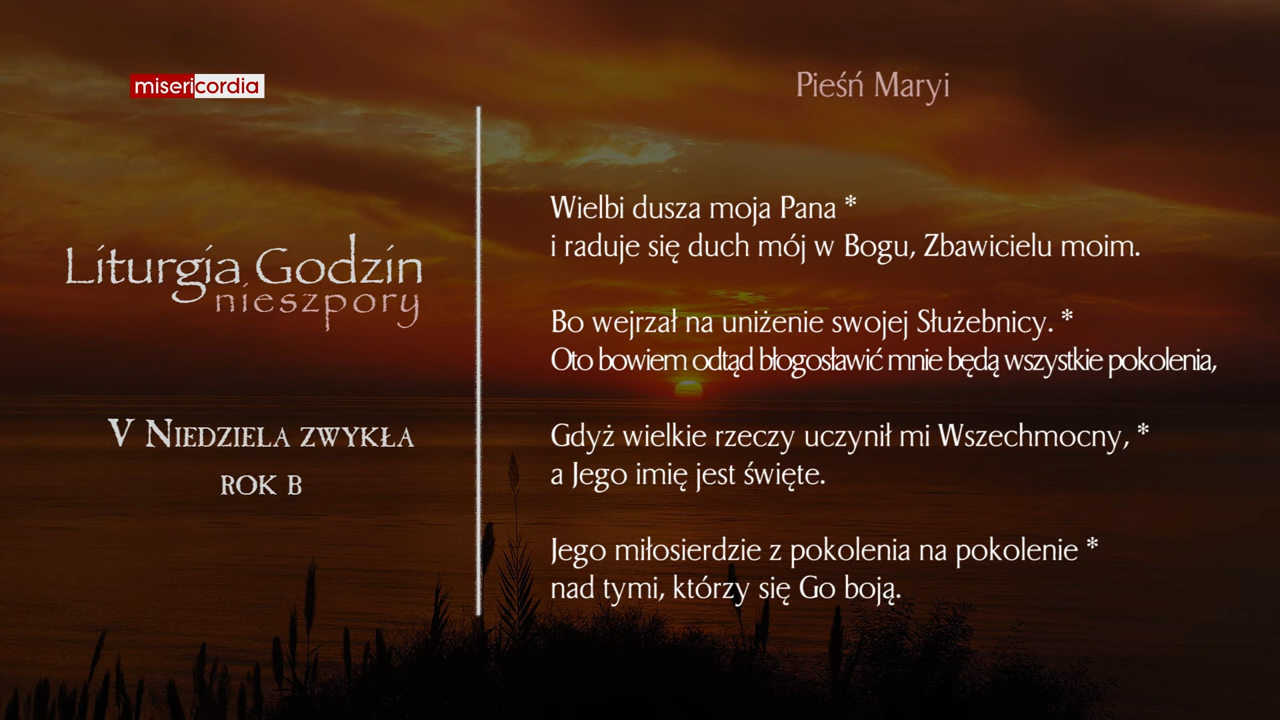 misericordia
Liturgia Godzin
nieszpory
V Niedziela zwykła
rok B
Pieśń Maryi
Wielbi dusza moja Pana *
i raduje się duch mój w Bogu, Zbawicielu moim.
Bo wejrzał na uniżenie swojej Służebnicy. *
Oto bowiem odtąd błogosławić mnie będą wszystkie pokolenia,
Gdyż wielkie rzeczy uczynił mi Wszechmocny, *
a Jego imię jest święte.
Jego miłosierdzie z pokolenia na pokolenie *
nad tymi, którzy się Go boją.